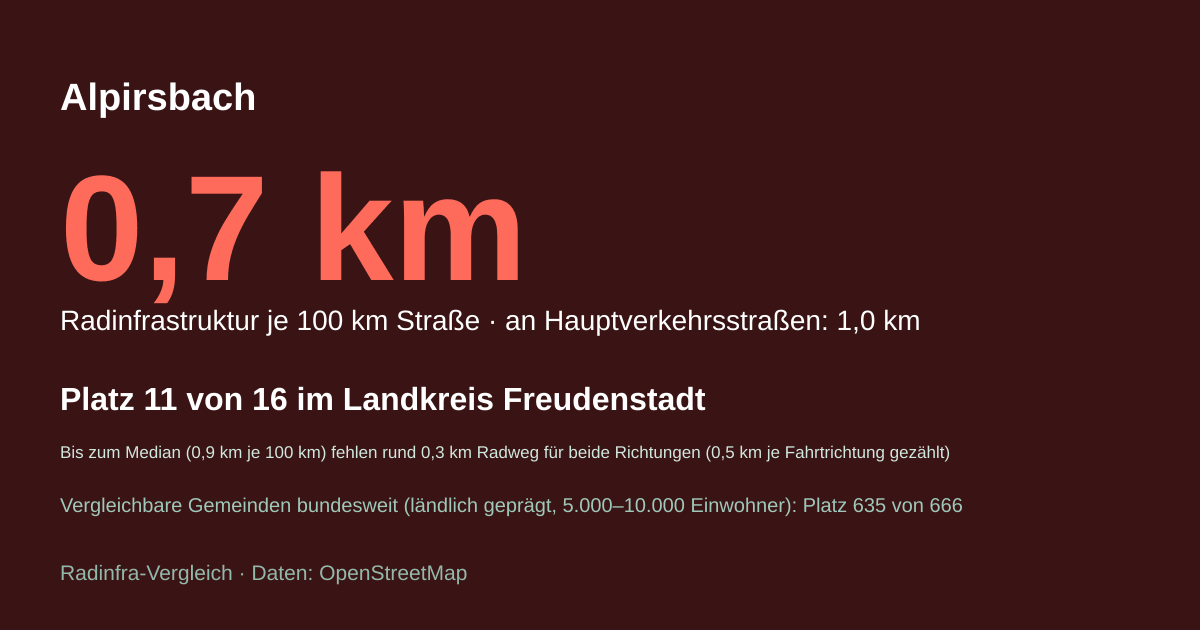 Alpirsbach
0,7 km
Radinfrastruktur je 100 km Straße · an Hauptverkehrsstraßen: 1,0 km
Platz 11 von 16 im Landkreis Freudenstadt
Bis zum Median (0,9 km je 100 km) fehlen rund 0,3 km Radweg für beide Richtungen (0,5 km je Fahrtrichtung gezählt)
Vergleichbare Gemeinden bundesweit (ländlich geprägt, 5.000–10.000 Einwohner): Platz 635 von 666
Radinfra-Vergleich · Daten: OpenStreetMap